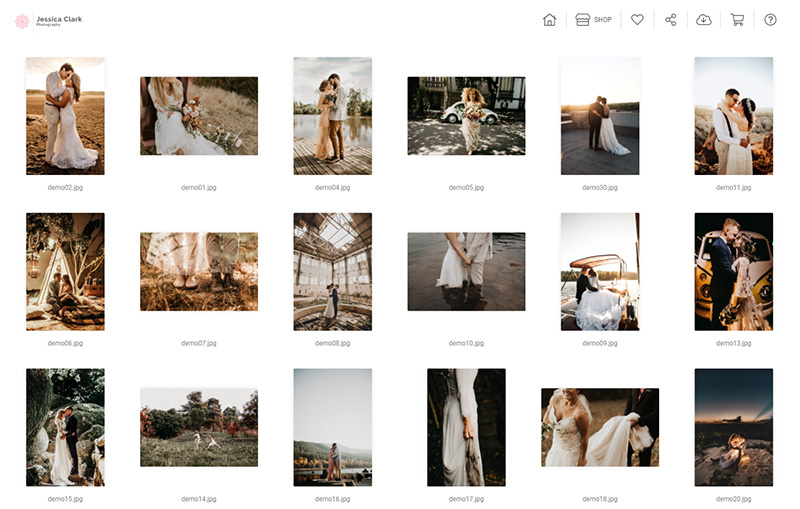 Jessica Clark
Photography
SHOP
demo02.jpg
demo01.jpg
demo04.jpg
demo05.jpg
demo30.jpg
demo11.jpg
demo06.jpg
demo07.jpg
demo08.jpg
demo10.jpg
demo09.jpg
demo13.jpg
demo15.jpg
demo14.jpg
demo16.jpg
demo17.jpg
demo18.jpg
demo20.jpg